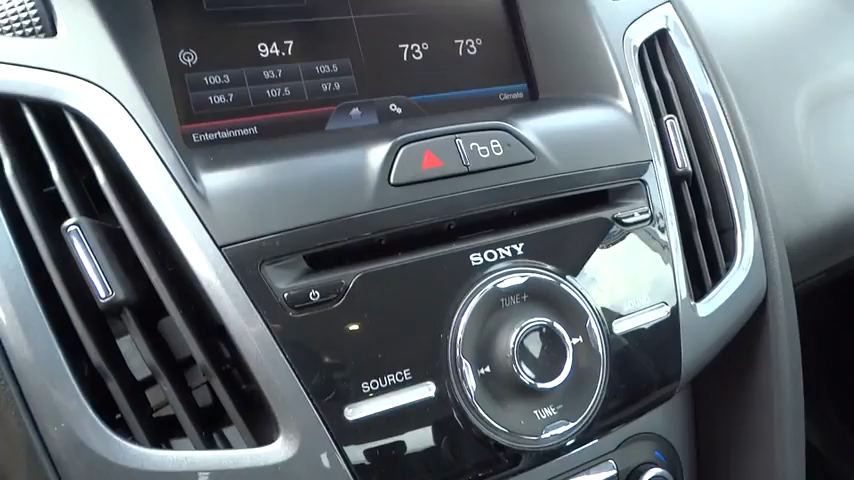 94.7
73° 73°
100.3 93.7 103.5
106.7 107.5 97.9
Climate
Entertainment
SONY
TUNE+
SOUND
SOURCE
TUNE−